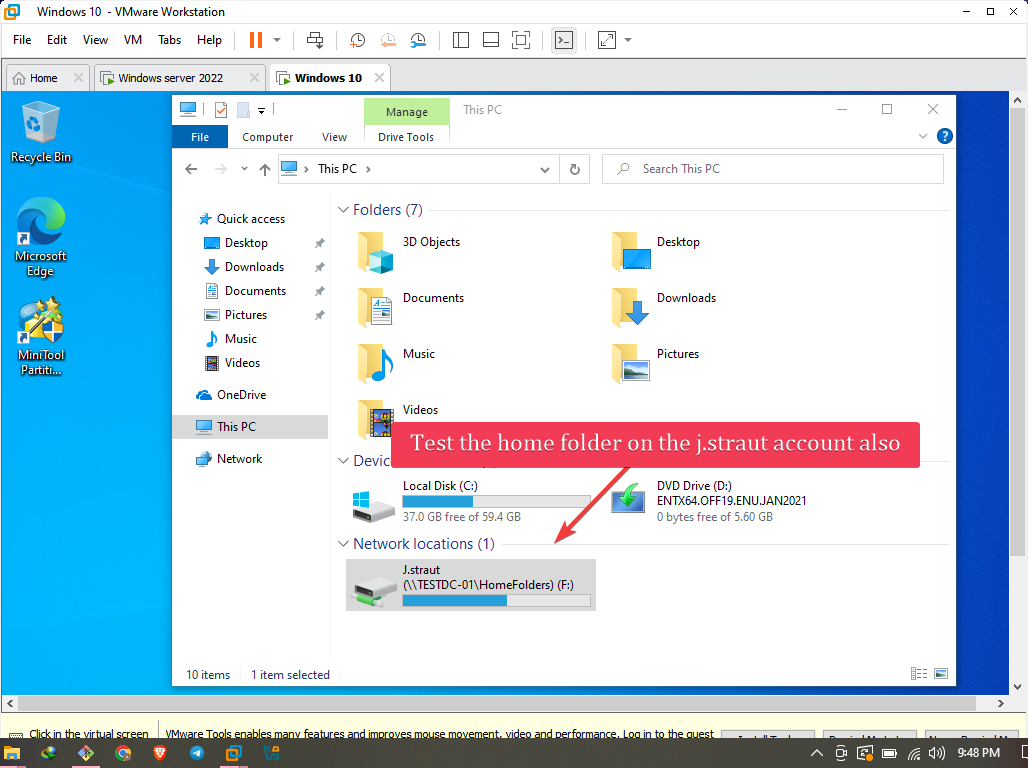 Windows 10 - VMware Workstation
File Edit View VM Tabs Help
Home Windows server 2022 Windows 10
Recycle Bin
Microsoft
Edge
MiniTool
Partiti...
Manage This PC
File Computer View Drive Tools
This PC
Search This PC
Quick access
Desktop
Downloads
Documents
Pictures
Music
Videos
OneDrive
This PC
Network
Folders (7)
3D Objects
Desktop
Documents
Downloads
Music
Pictures
Videos
Test the home folder on the j.straut account also
Local Disk (C:)
37.0 GB free of 59.4 GB
DVD Drive (D:)
ENTX64.OFF19.ENU.JAN2021
0 bytes free of 5.60 GB
Network locations (1)
J.straut
(\\TESTDC-01\HomeFolders) (F:)
10 items 1 item selected
Click in the virtual screen
VMware Tools enables many features and improves mouse movement, video and performance. Log in to the guest
9:48 PM